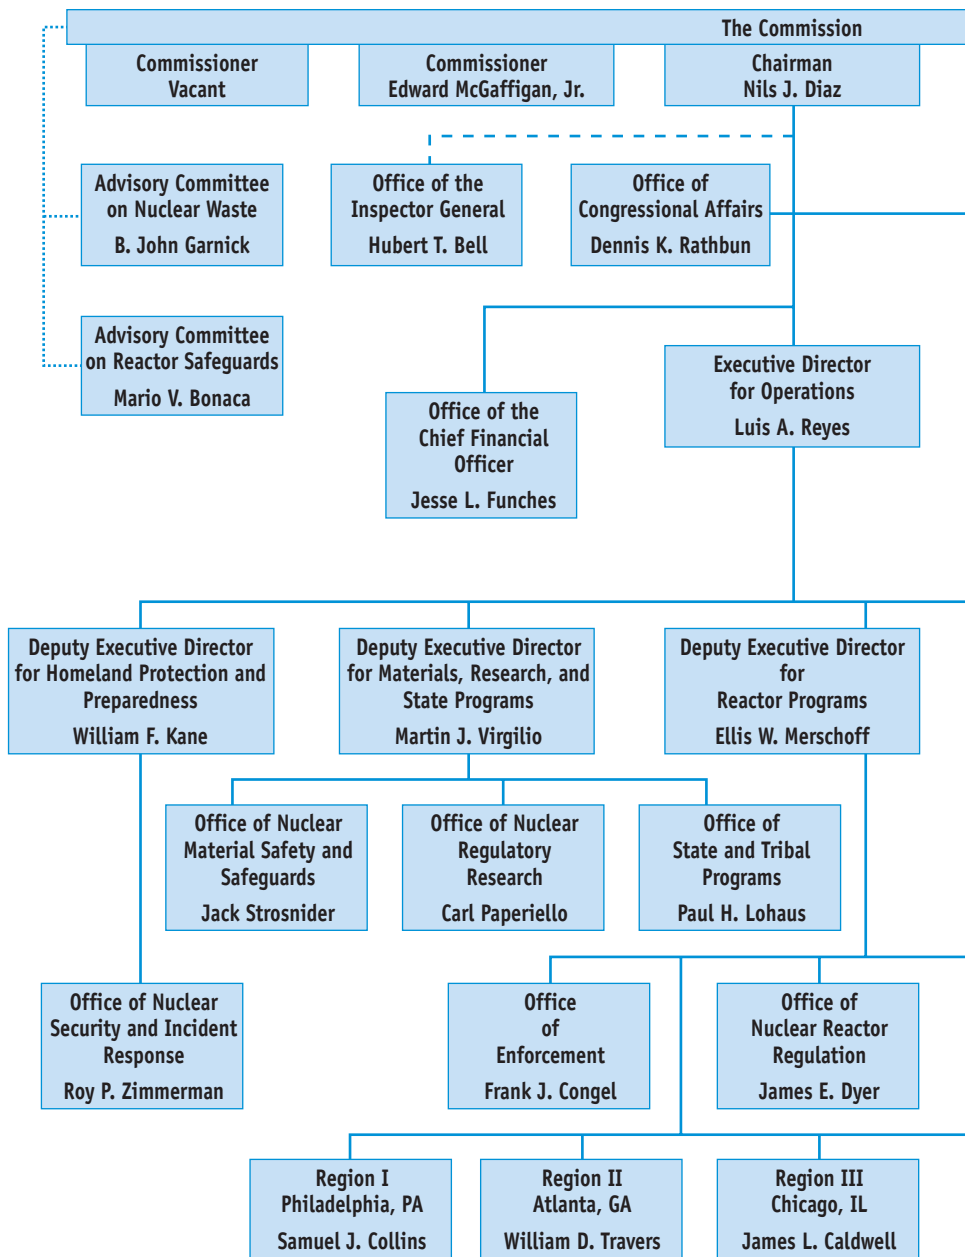 The Commission
Commissioner
Vacant
Commissioner
Edward McGaffigan, Jr.
Chairman
Nils J. Diaz
Advisory Committee
on Nuclear Waste
B. John Garnick
Office of the
Inspector General
Hubert T. Bell
Office of
Congressional Affairs
Dennis K. Rathbun
Advisory Committee
on Reactor Safeguards
Mario V. Bonaca
Office of the
Chief Financial
Officer
Jesse L. Funches
Executive Director
for Operations
Luis A. Reyes
Deputy Executive Director
for Homeland Protection and
Preparedness
William F. Kane
Deputy Executive Director
for Materials, Research, and
State Programs
Martin J. Virgilio
Deputy Executive Director
for
Reactor Programs
Ellis W. Merschoff
Office of Nuclear
Material Safety and
Safeguards
Jack Strosnider
Office of Nuclear
Regulatory
Research
Carl Paperiello
Office of
State and Tribal
Programs
Paul H. Lohaus
Office of Nuclear
Security and Incident
Response
Roy P. Zimmerman
Office
of
Enforcement
Frank J. Congel
Office of
Nuclear Reactor
Regulation
James E. Dyer
Region I
Philadelphia, PA
Samuel J. Collins
Region II
Atlanta, GA
William D. Travers
Region III
Chicago, IL
James L. Caldwell